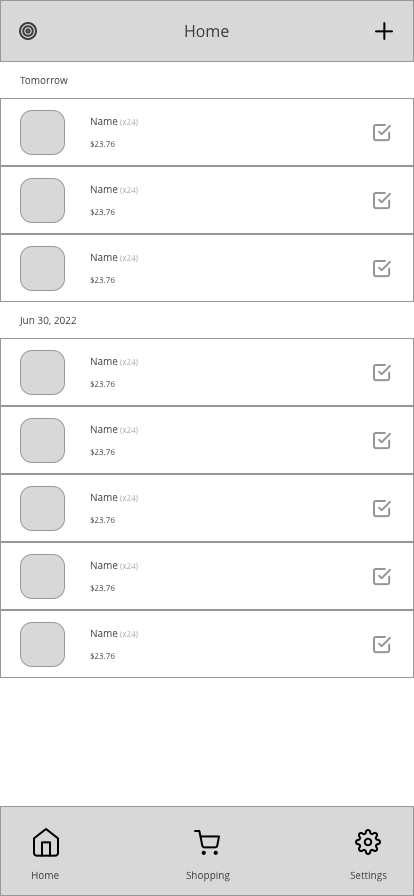 Home
Tomorrow
Name (x24)
$23.76
Name (x24)
$23.76
Name (x24)
$23.76
Jun 30, 2022
Name (x24)
$23.76
Name (x24)
$23.76
Name (x24)
$23.76
Name (x24)
$23.76
Name (x24)
$23.76
Home Shopping Settings